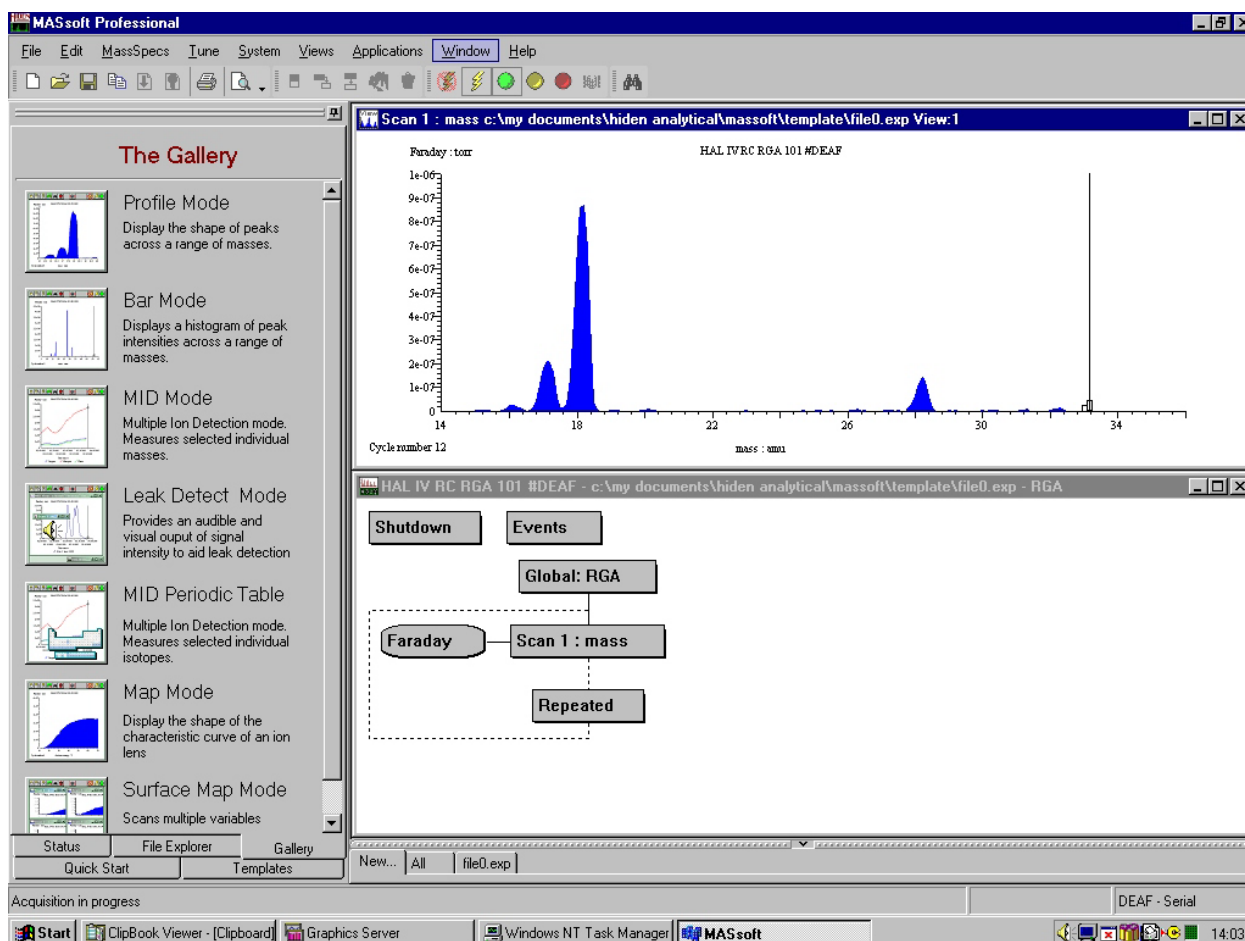 MASsoft Professional
File Edit MassSpecs Tune System Views Applications Window Help
The Gallery
Profile Mode
Display the shape of peaks
across a range of masses.
Bar Mode
Displays a histogram of peak
intensities across a range of
masses.
MID Mode
Multiple Ion Detection mode.
Measures selected individual
masses.
Leak Detect Mode
Provides an audible and
visual ouput of signal
intensity to aid leak detection
MID Periodic Table
Multiple Ion Detection mode.
Measures selected individual
isotopes.
Map Mode
Display the shape of the
characteristic curve of an ion
lens
Surface Map Mode
Scans multiple variables
Status File Explorer Gallery
Quick Start Templates
Scan 1 : mass c:\my documents\hiden analytical\massoft\template\file0.exp View:1
Faraday : torr HAL IV RC RGA 101 #DEAF
1e-06
9e-07
8e-07
7e-07
6e-07
5e-07
4e-07
3e-07
2e-07
1e-07
0
14 18 22 26 30 34
Cycle number 12 mass : amu
HAL IV RC RGA 101 #DEAF - c:\my documents\hiden analytical\massoft\template\file0.exp - RGA
Shutdown Events
Global: RGA
Faraday Scan 1 : mass
Repeated
New... All file0.exp
Acquisition in progress DEAF - Serial
Start ClipBook Viewer - [Clipboard] Graphics Server Windows NT Task Manager MASsoft 14:03